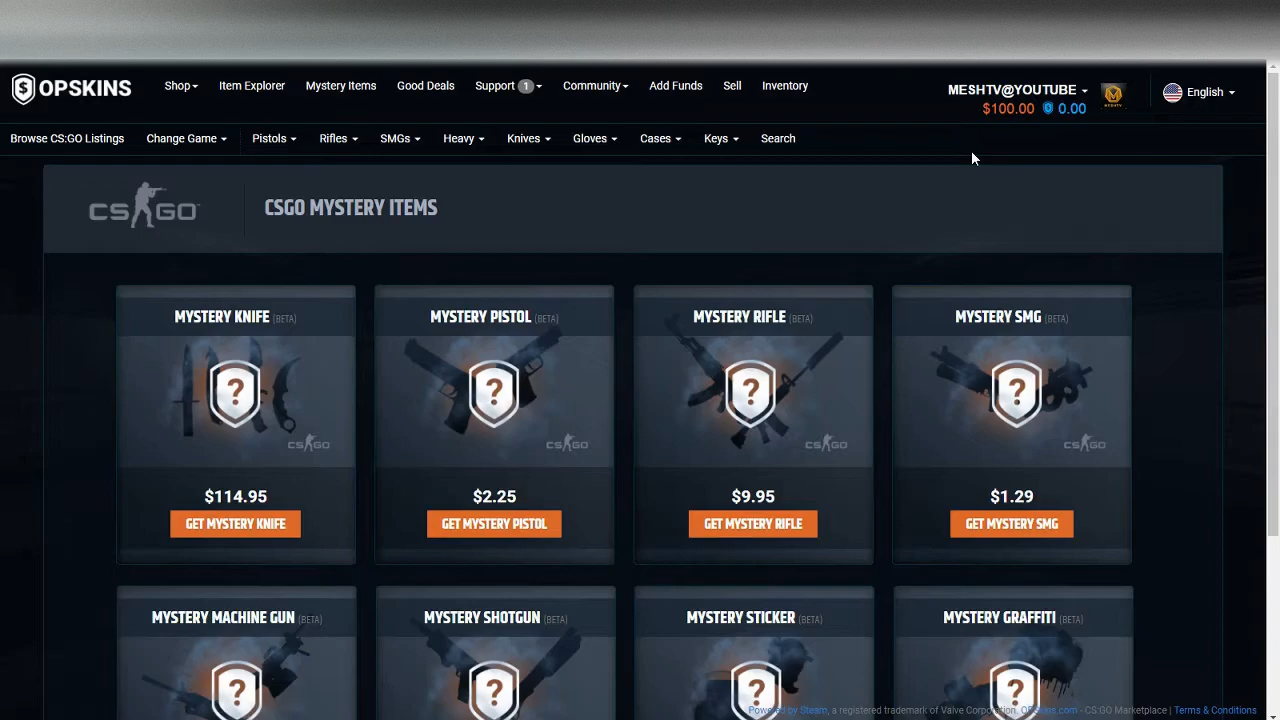 OPSKINS Shop Item Explorer Mystery Items Good Deals Support 1 Community Add Funds Sell Inventory MESHTV@YOUTUBE English
$100.00 0.00
Browse CS:GO Listings Change Game Pistols Rifles SMGs Heavy Knives Gloves Cases Keys Search
CS GO CSGO MYSTERY ITEMS
MYSTERY KNIFE (BETA) MYSTERY PISTOL (BETA) MYSTERY RIFLE (BETA) MYSTERY SMG (BETA)
? ? ? ?
CS GO CS GO CS GO CS GO
$114.95 $2.25 $9.95 $1.29
GET MYSTERY KNIFE GET MYSTERY PISTOL GET MYSTERY RIFLE GET MYSTERY SMG
MYSTERY MACHINE GUN (BETA) MYSTERY SHOTGUN (BETA) MYSTERY STICKER (BETA) MYSTERY GRAFFITI (BETA)
? ? ? ?
Powered by Steam, a registered trademark of Valve Corporation. OPSkins.com - CS:GO Marketplace | Terms & Conditions